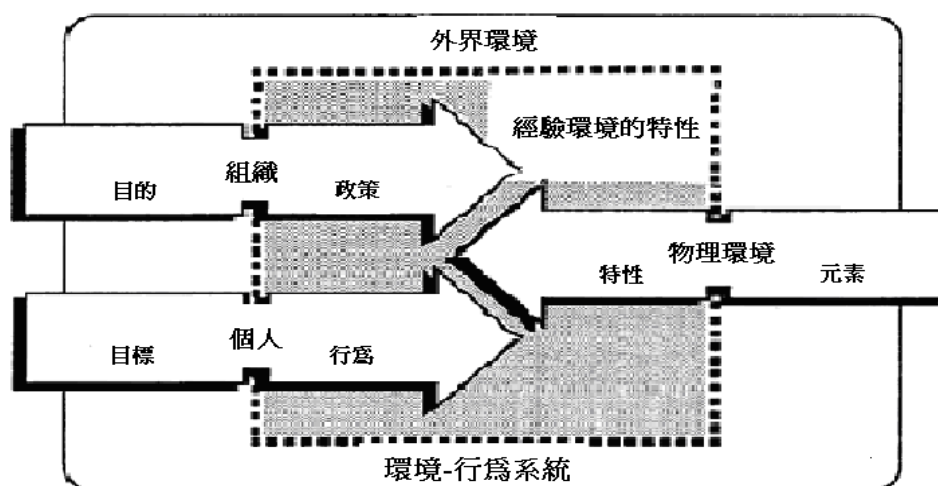 外界環境
經驗環境的特性
目的 組織 政策
特性 物理環境 元素
目標 個人 行爲
環境-行爲系統